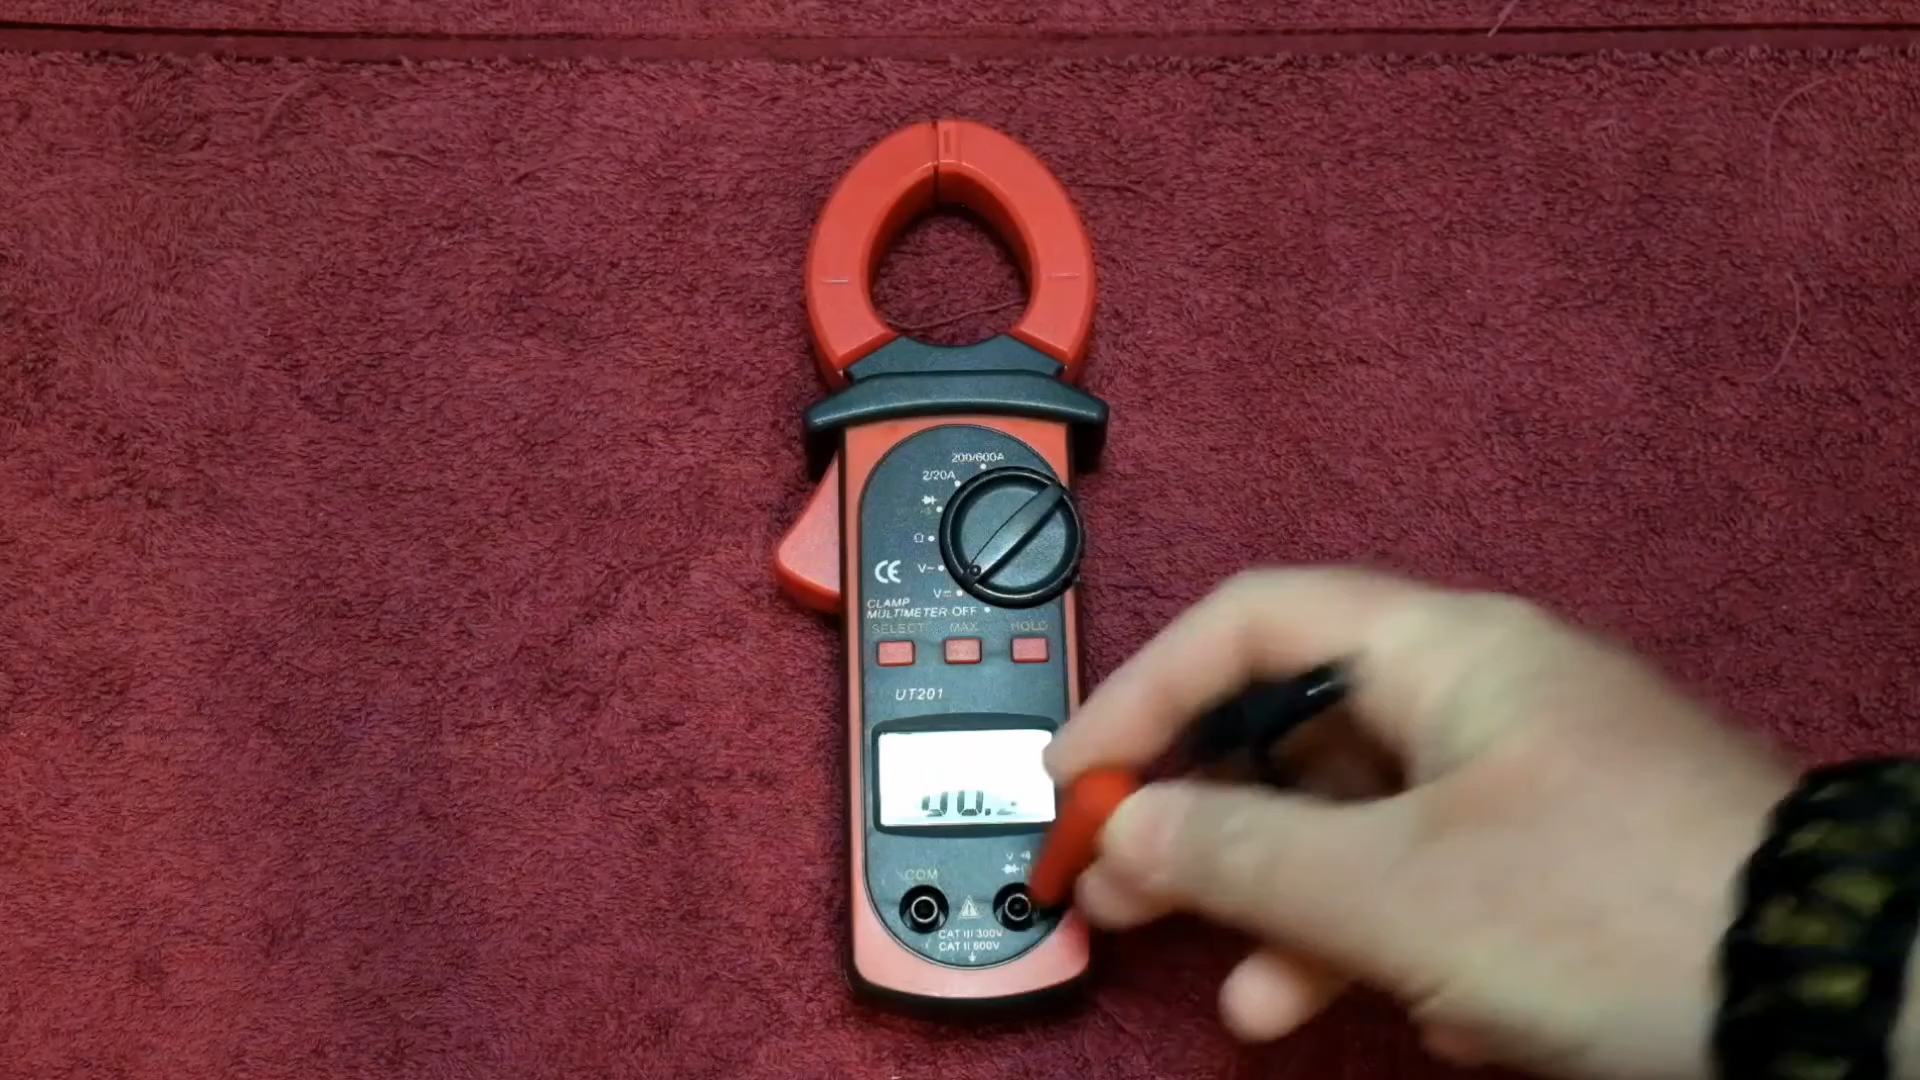 200/600A
2/20A
Ω
V~
CE
V⎓
CLAMP
MULTIMETER OFF
SELECT MAX HOLD
UT201
COM
V
CAT III 300V
CAT II 600V